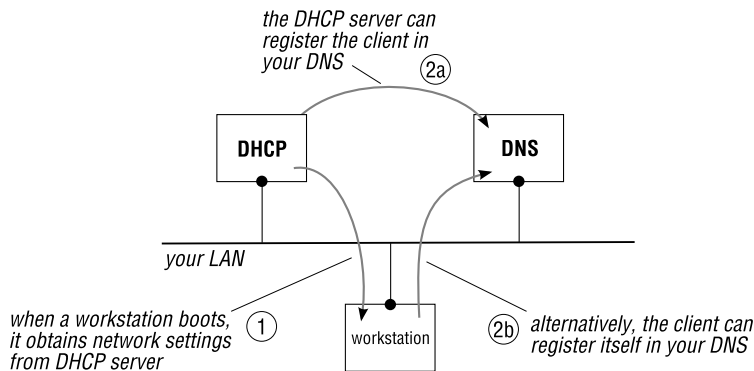 the DHCP server can
register the client in
your DNS
2a
DHCP
DNS
your LAN
when a workstation boots,
it obtains network settings
from DHCP server
1
workstation
2b
alternatively, the client can
register itself in your DNS